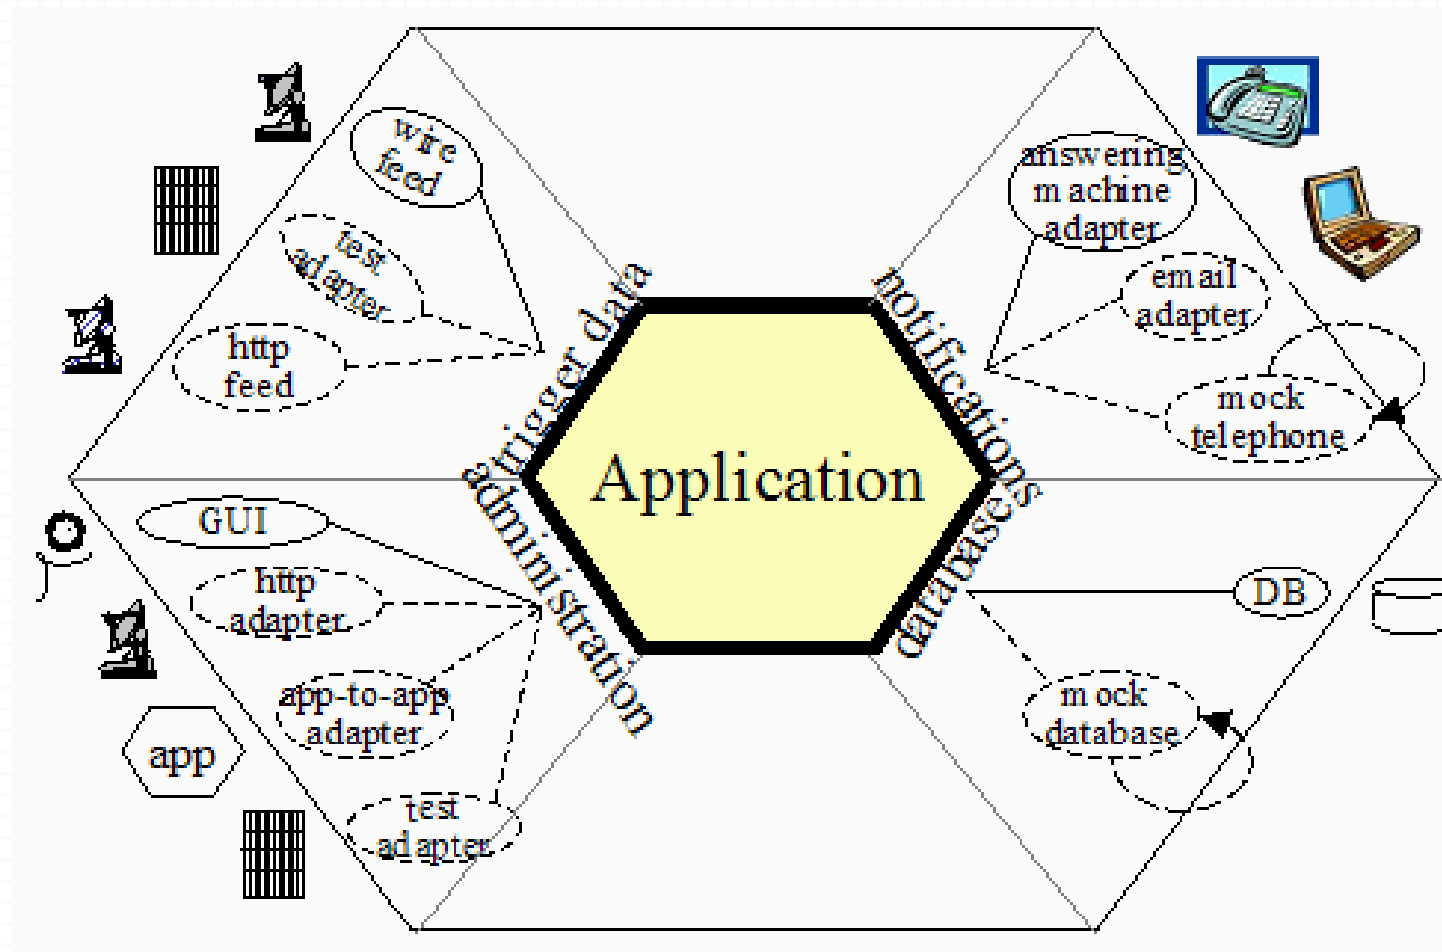 wire
feed
test
adapter
http
feed
trigger data
answering
machine
adapter
email
adapter
mock
telephone
notifications
Application
GUI
http
adapter
app-to-app
adapter
test
adapter
administration
app
databases
DB
mock
database